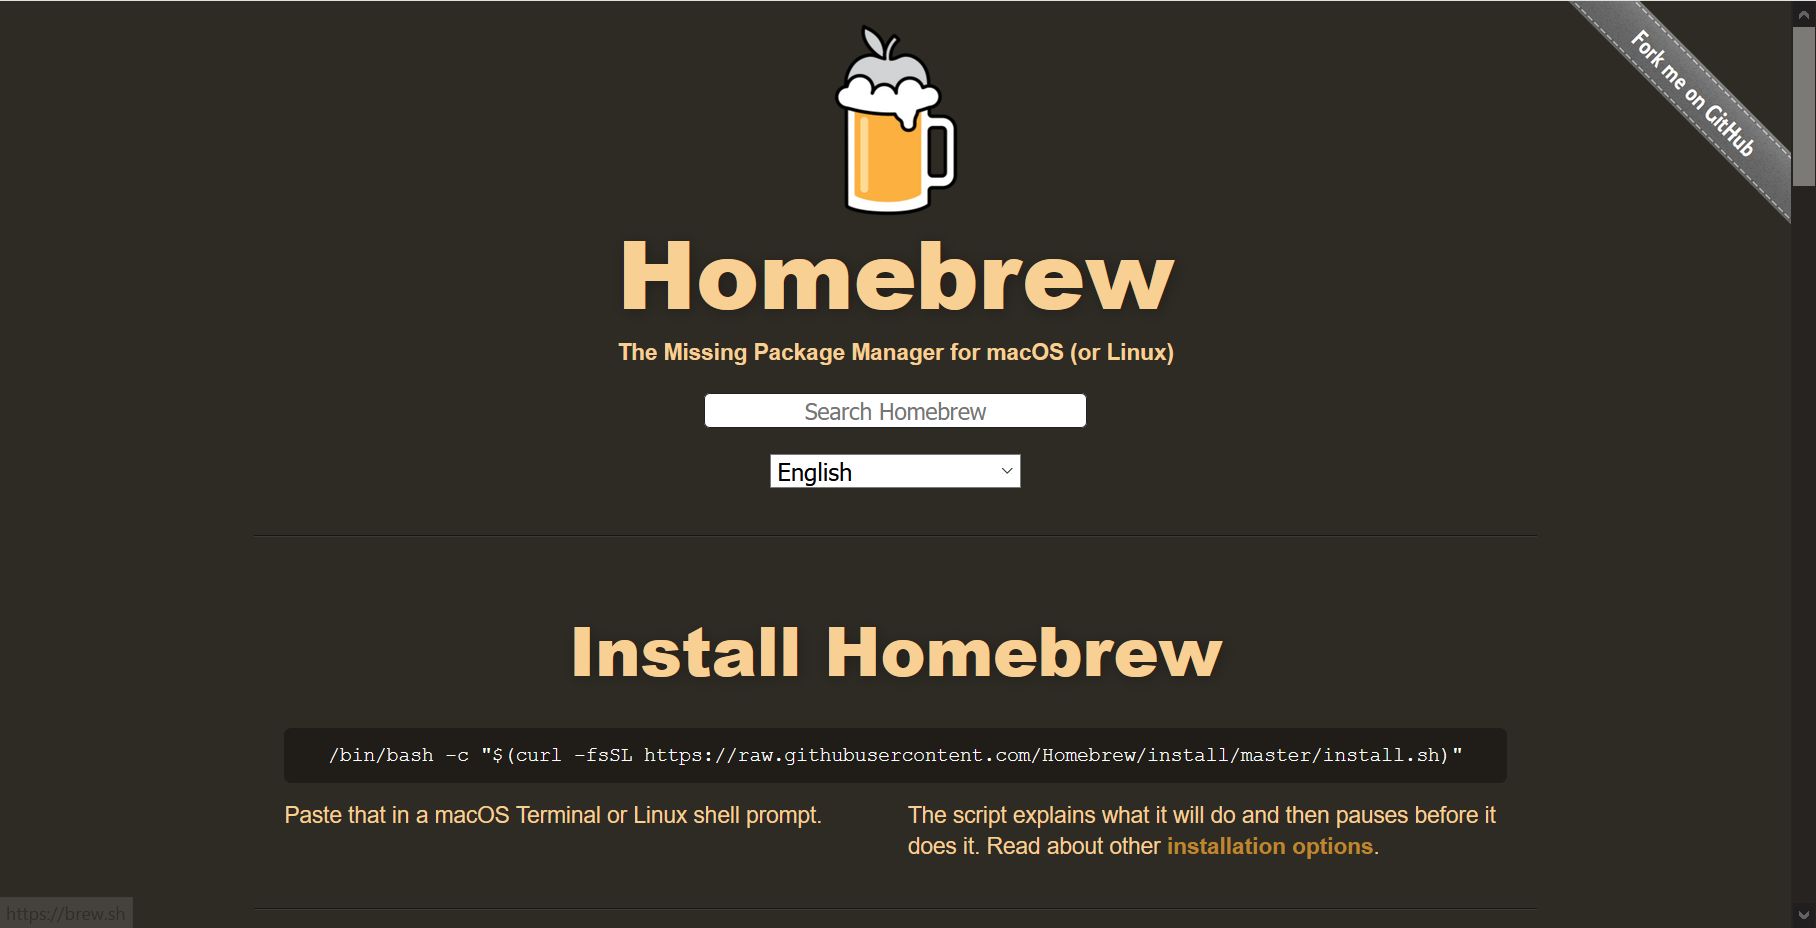 Fork me on GitHub
Homebrew
The Missing Package Manager for macOS (or Linux)
Search Homebrew
English
Install Homebrew
/bin/bash -c "$(curl -fsSL https://raw.githubusercontent.com/Homebrew/install/master/install.sh)"
Paste that in a macOS Terminal or Linux shell prompt.
The script explains what it will do and then pauses before it
does it. Read about other installation options.
https://brew.sh